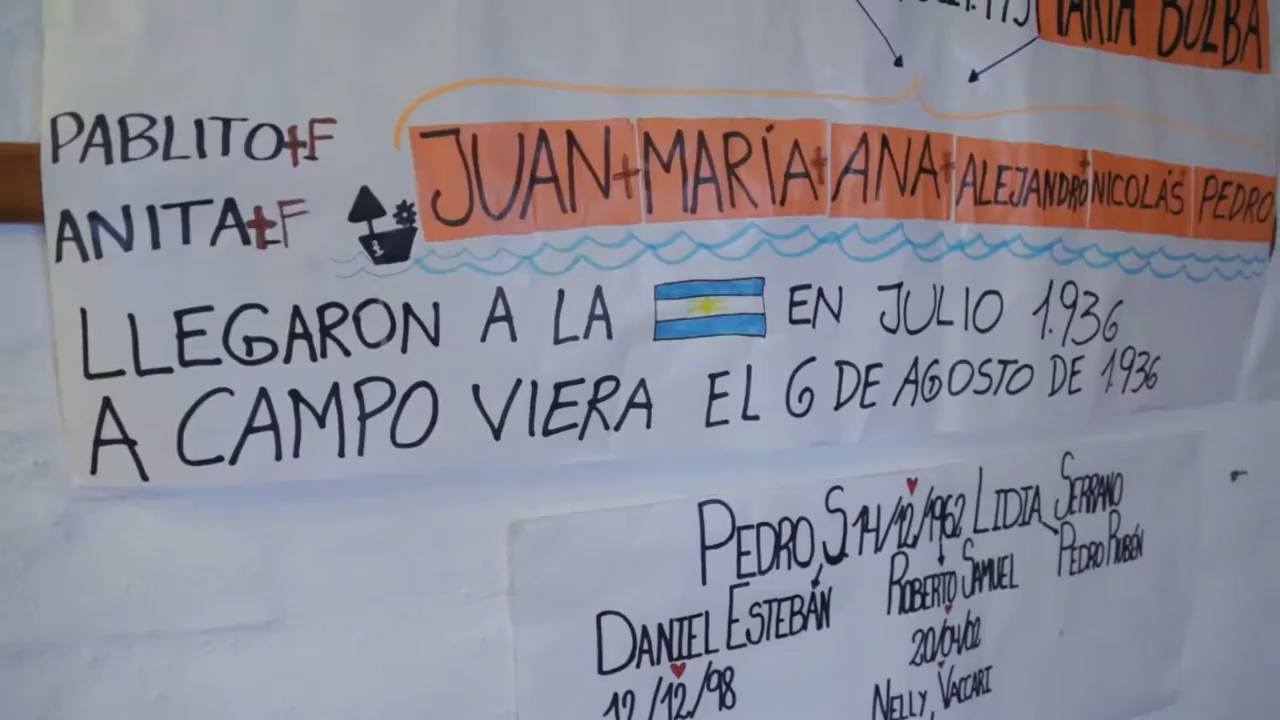 MARÍA BULBA
PABLITO+F
ANITA+F
JUAN+ MARÍA+ ANA+ ALEJANDRO+ NICOLÁS PEDRO
LLEGARON A LA EN JULIO 1.936
A CAMPO VIERA EL 6 DE AGOSTO DE 1.936
PEDRO S. 14/12/1962 LIDIA SERRANO
DANIEL ESTEBÁN ROBERTO SAMUEL PEDRO RUBÉN
12/12/98 20/04/02
NELLY VACCARI